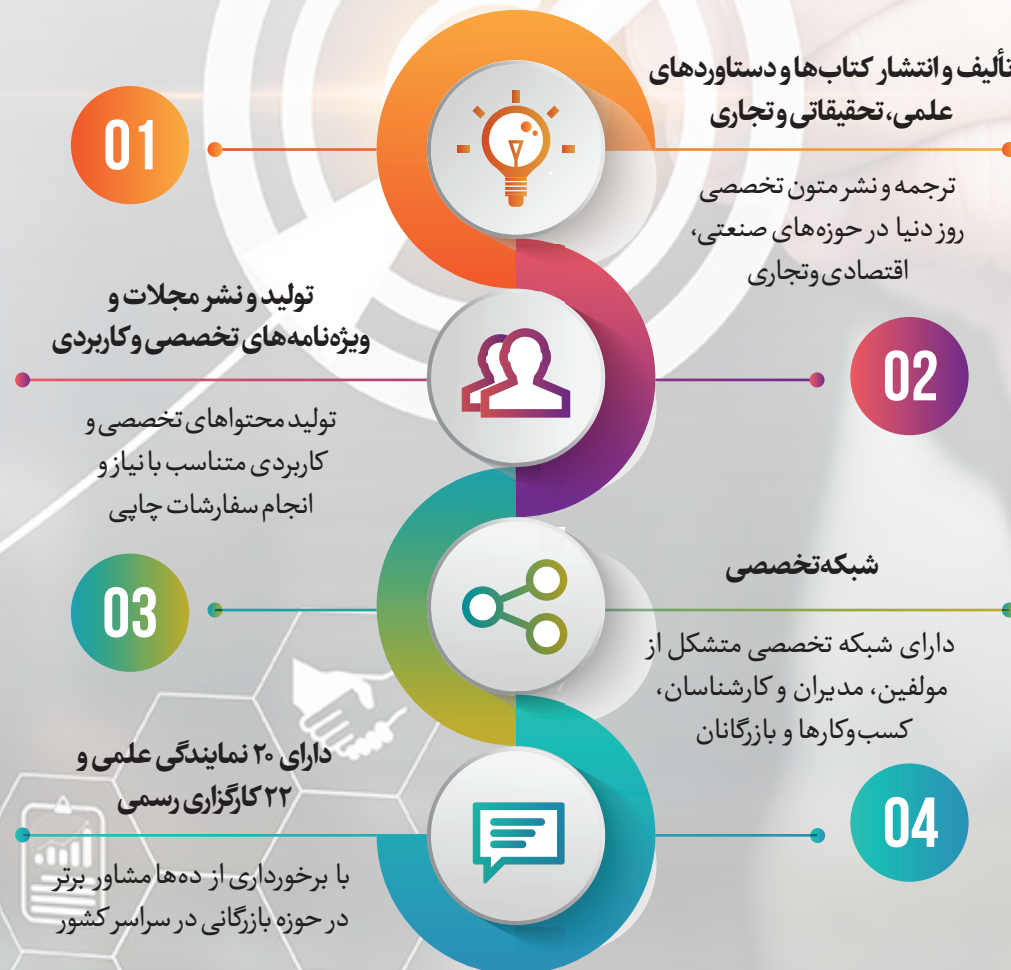 01
تألیف و انتشار کتاب‌ها و دستاوردهای
علمی، تحقیقاتی و تجاری
ترجمه و نشر متون تخصصی
روز دنیا در حوزه‌های صنعتی،
اقتصادی و تجاری
02
تولید و نشر مجلات و
ویژه‌نامه‌های تخصصی و کاربردی
تولید محتواهای تخصصی و
کاربردی متناسب با نیاز و
انجام سفارشات چاپی
03
شبکه تخصصی
دارای شبکه تخصصی متشکل از
مولفین، مدیران و کارشناسان،
کسب‌وکارها و بازرگانان
04
دارای ۲۰ نمایندگی علمی و
۲۲ کارگزاری رسمی
با برخورداری از ده‌ها مشاور برتر
در حوزه بازرگانی در سراسر کشور